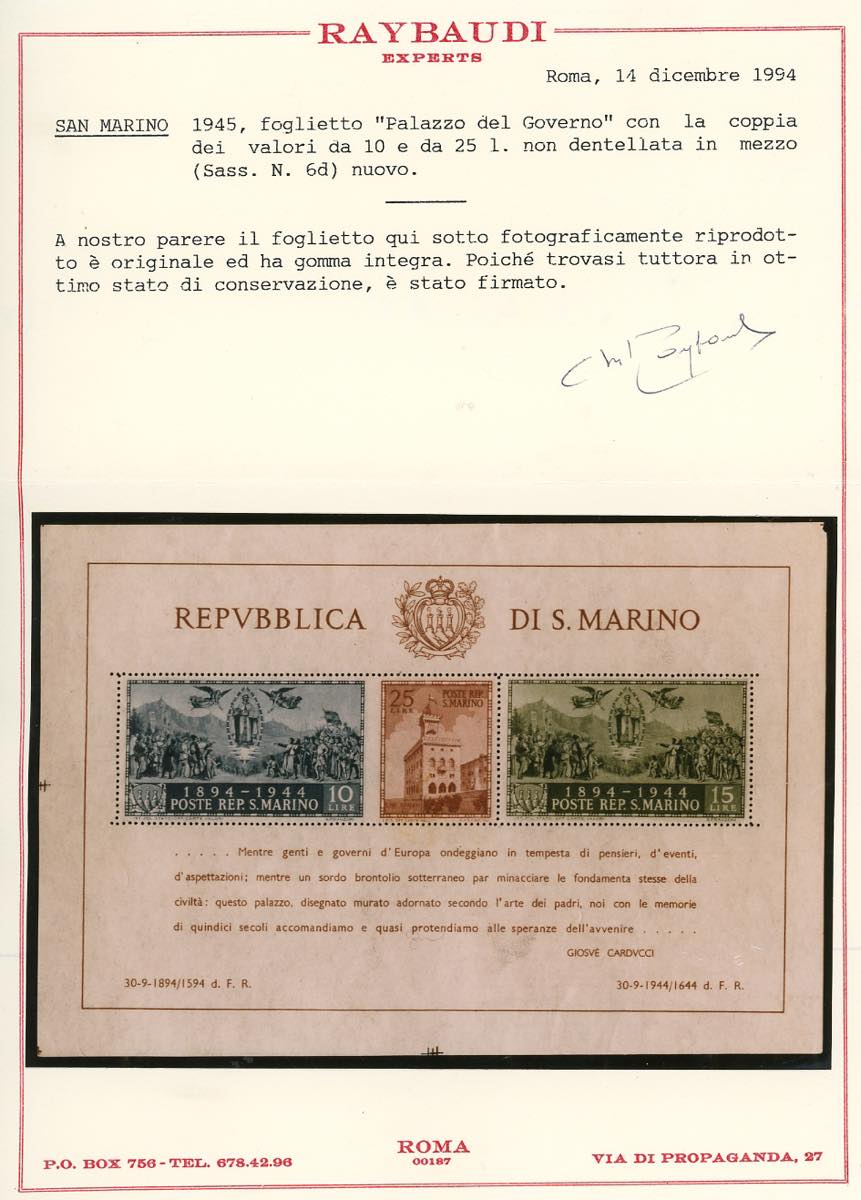 RAYBAUDI
EXPERTS
Roma, 14 dicembre 1994
SAN MARINO 1945, foglietto "Palazzo del Governo" con la coppia
dei valori da 10 e da 25 l. non dentellata in mezzo
(Sass. N. 6d) nuovo.
A nostro parere il foglietto qui sotto fotograficamente riprodot-
to è originale ed ha gomma integra. Poiché trovasi tuttora in ot-
timo stato di conservazione, è stato firmato.
REPVBBLICA DI S. MARINO
1894-1944
POSTE REP. S. MARINO
10
LIRE
25
LIRE
POSTE REP.
S. MARINO
1894-1944
POSTE REP. S. MARINO
15
LIRE
. . . . . Mentre genti e governi d'Europa ondeggiano in tempesta di pensieri, d'eventi,
d'aspettazioni; mentre un sordo brontolio sotterraneo par minacciare le fondamenta stesse della
civiltà: questo palazzo, disegnato murato adornato secondo l'arte dei padri, noi con le memorie
di quindici secoli accomandiamo e quasi protendiamo alle speranze dell'avvenire . . . . .
GIOSVÈ CARDVCCI
30-9-1894/1594 d. F. R. 30-9-1944/1644 d. F. R.
P.O. BOX 756 - TEL. 678.42.96
ROMA
00187
VIA DI PROPAGANDA, 27